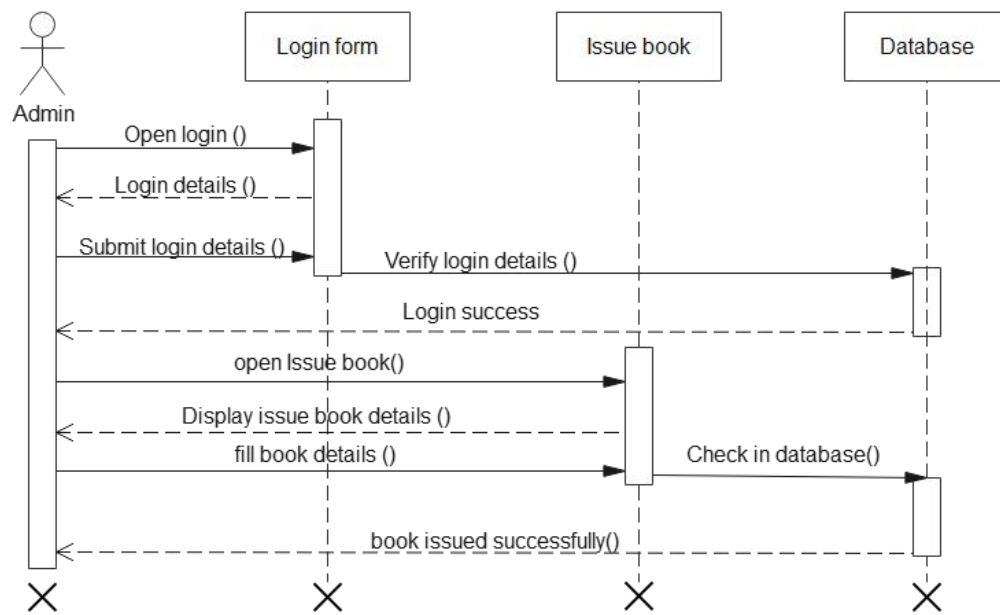 Login form
Issue book
Database
Admin
Open login ()
Login details ()
Submit login details ()
Verify login details ()
Login success
open Issue book()
Display issue book details ()
fill book details ()
Check in database()
book issued successfully()